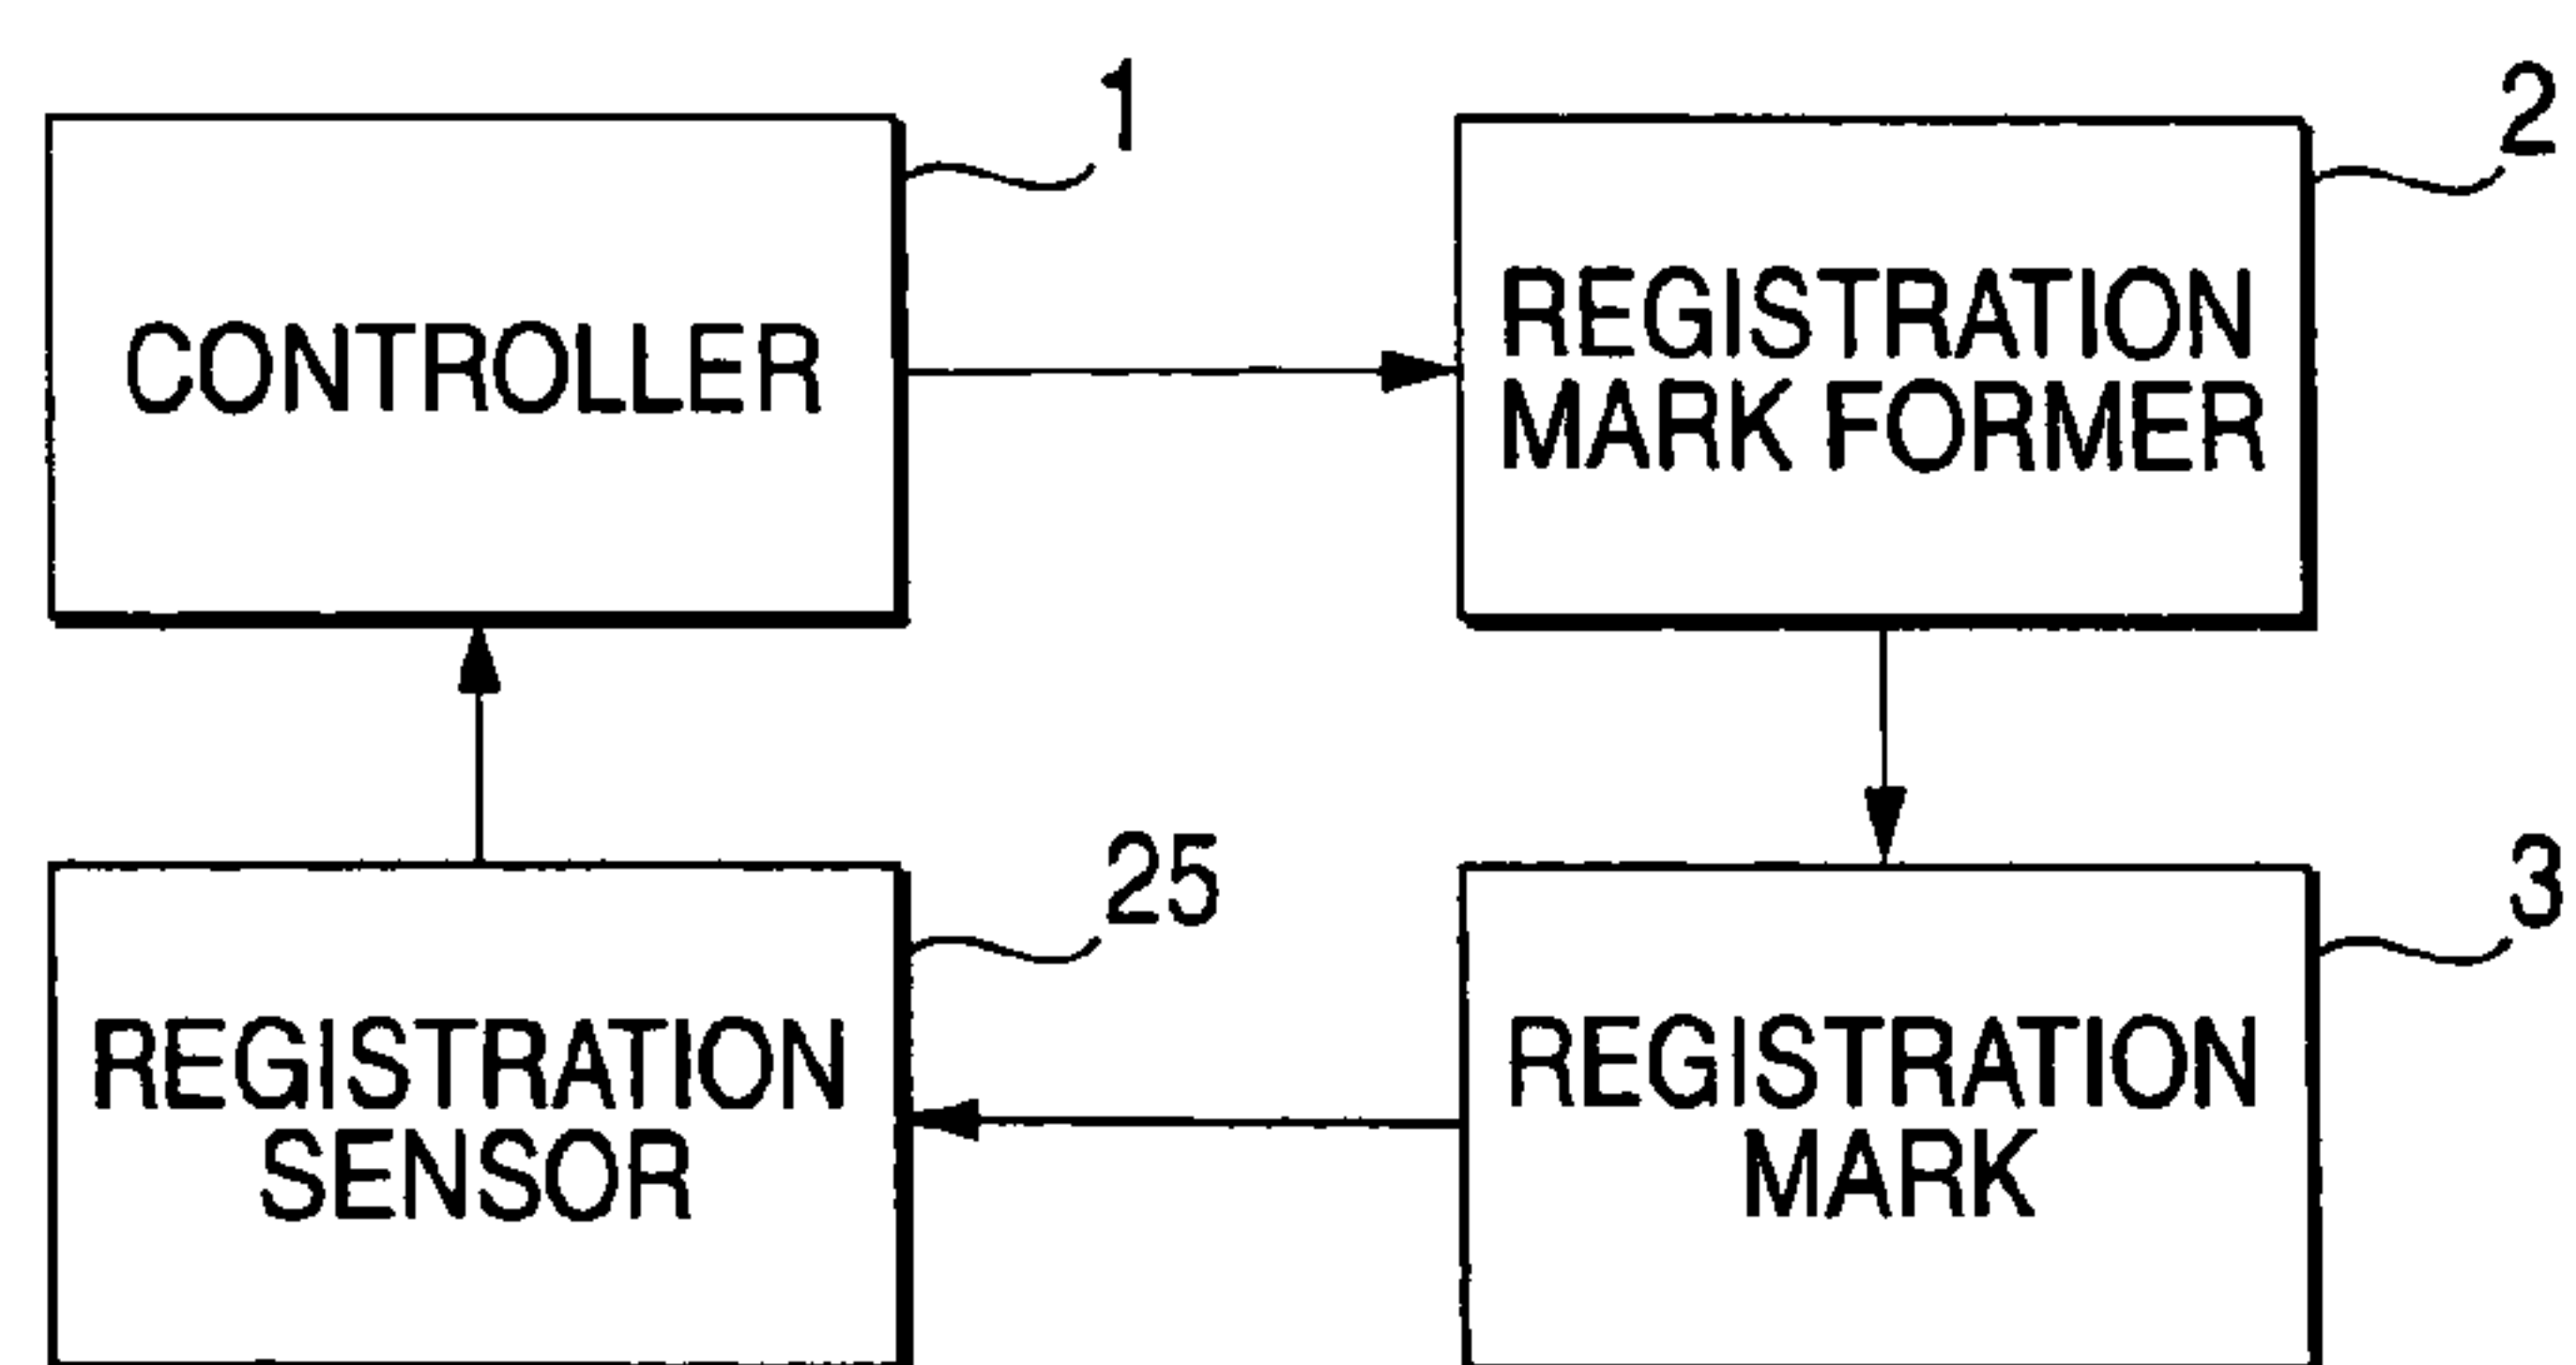 1
CONTROLLER
2
REGISTRATION
MARK FORMER
25
REGISTRATION
SENSOR
3
REGISTRATION
MARK